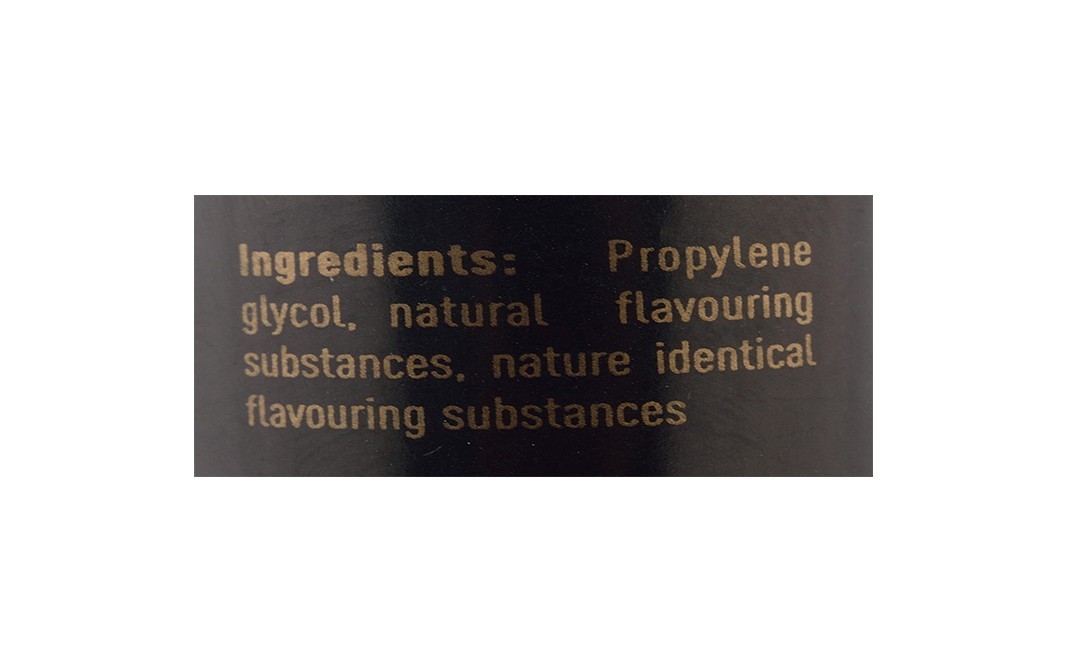 Ingredients: Propylene
glycol, natural flavouring
substances, nature identical
flavouring substances